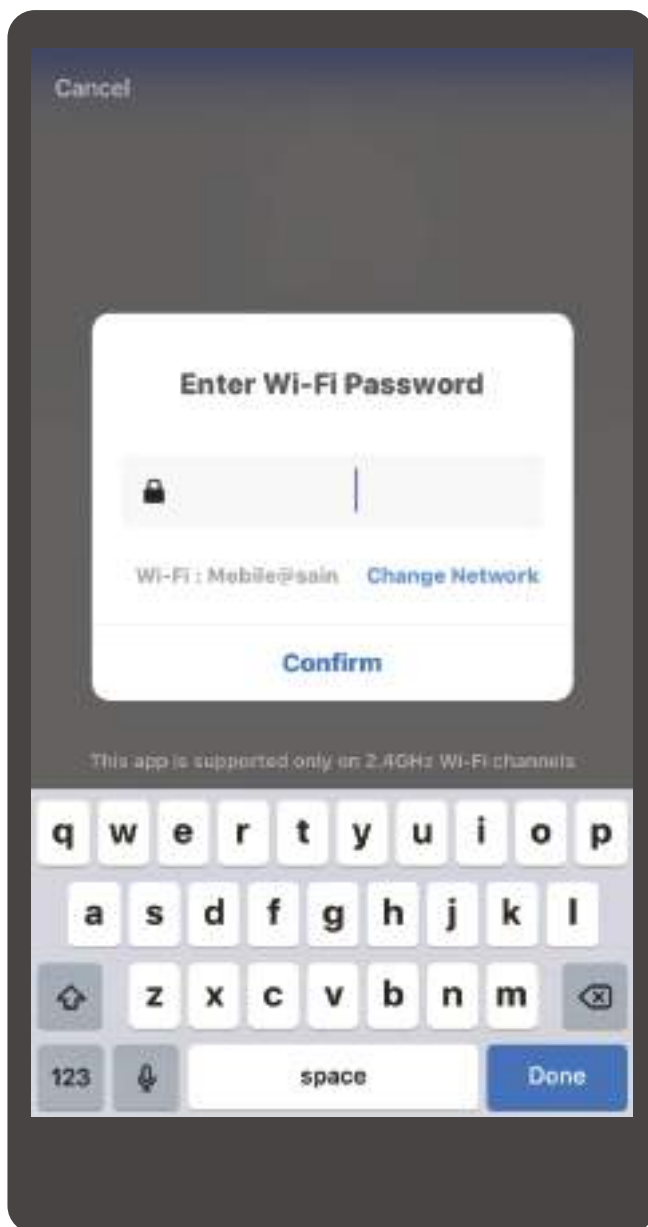 Cancel
Enter Wi-Fi Password
Wi-Fi : Mobile@sain Change Network
Confirm
This app is supported only on 2.4GHz Wi-Fi channels
q w e r t y u i o p
a s d f g h j k l
z x c v b n m
123 space Done